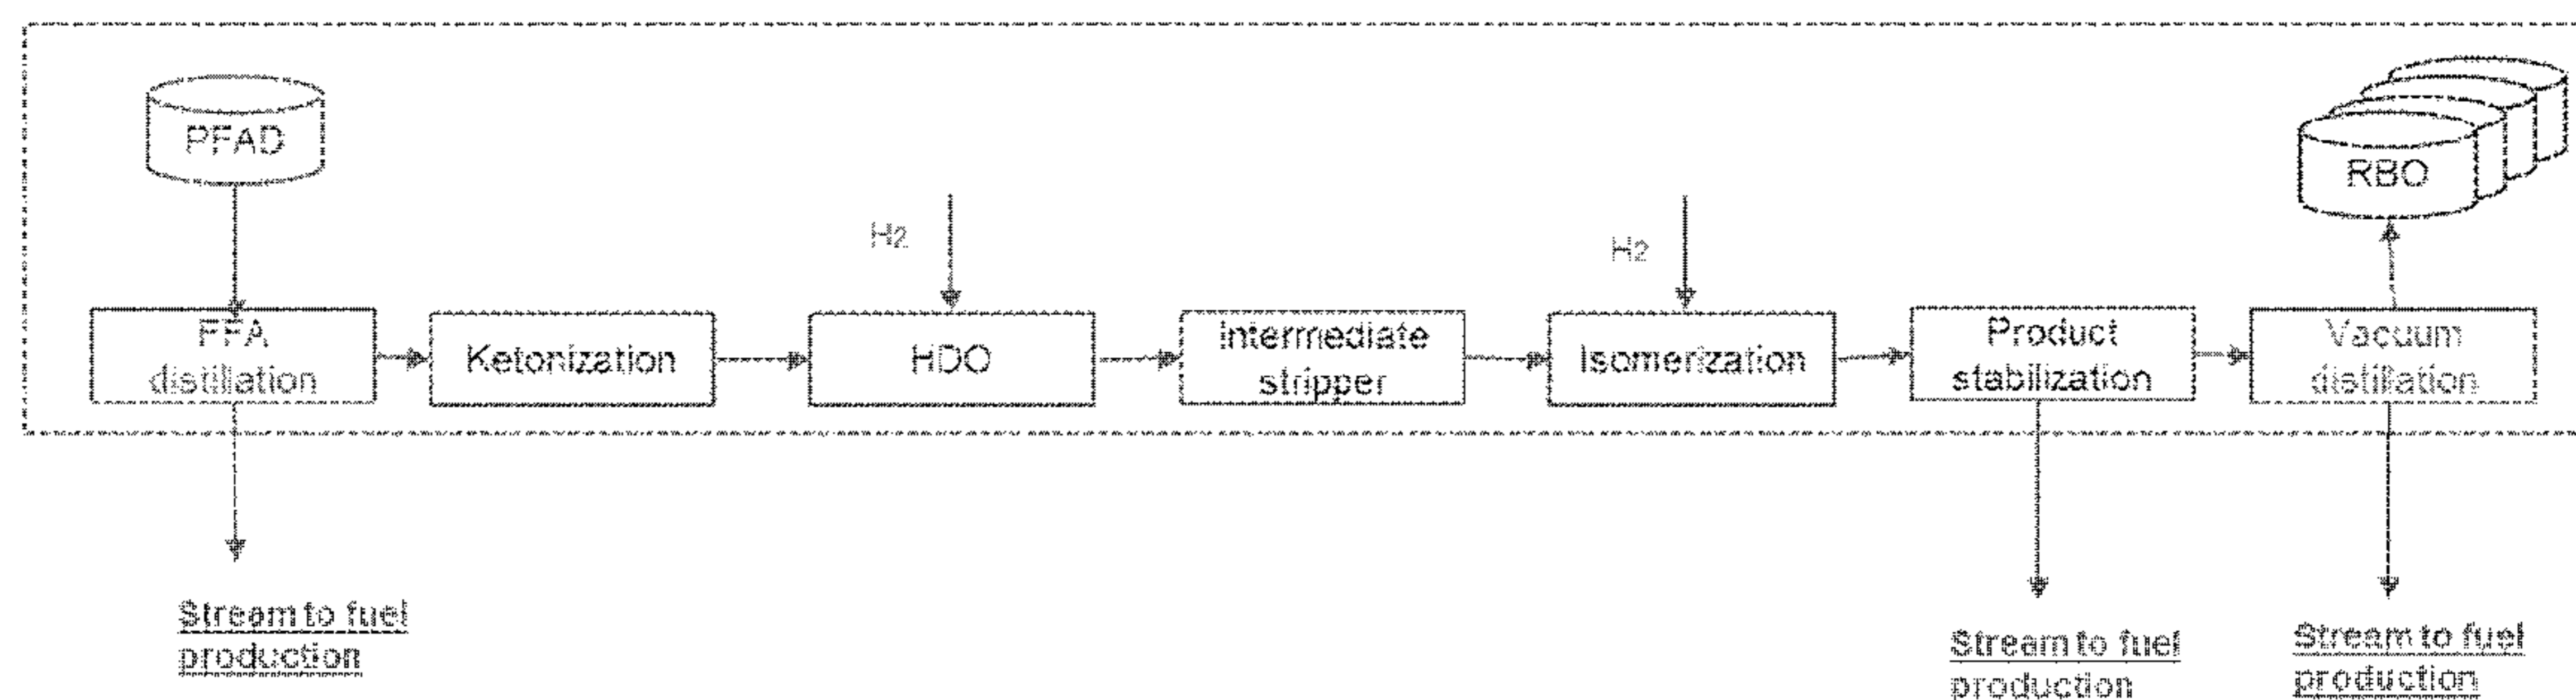 PFAD
RBO
H2
H2
FFA
distillation
Ketonization
HDO
Intermediate
stripper
Isomerization
Product
stabilization
Vacuum
distillation
Stream to fuel
production
Stream to fuel
production
Stream to fuel
production